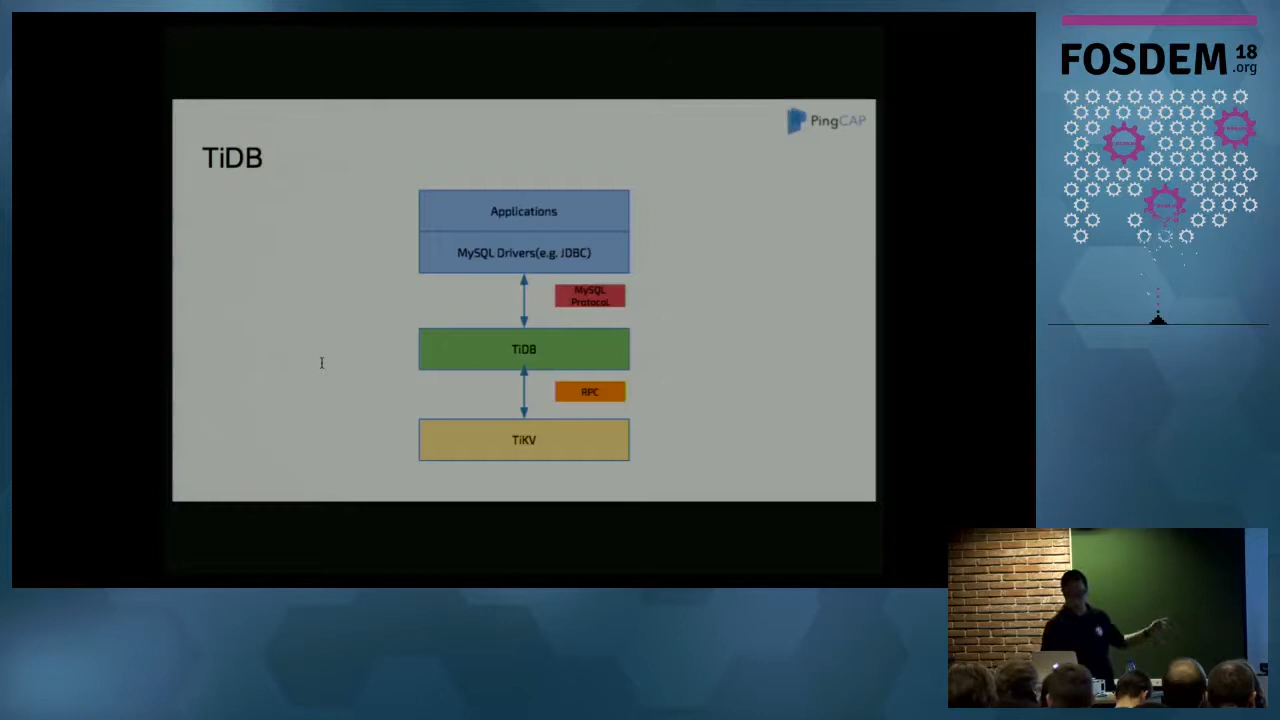 PingCAP
TiDB
Applications
MySQL Drivers(e.g. JDBC)
MySQL
Protocol
TiDB
RPC
TiKV
FOSDEM 18
.org